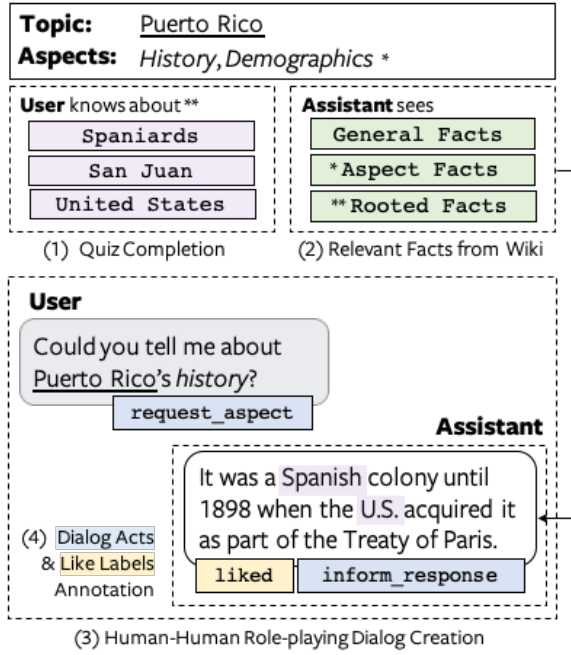 Topic: Puerto Rico
Aspects: History, Demographics *
User knows about **
Spaniards
San Juan
United States
(1) Quiz Completion
Assistant sees
General Facts
*Aspect Facts
**Rooted Facts
(2) Relevant Facts from Wiki
User
Could you tell me about
Puerto Rico's history?
request_aspect
Assistant
It was a Spanish colony until
1898 when the U.S. acquired it
as part of the Treaty of Paris.
liked inform_response
(4) Dialog Acts
& Like Labels
Annotation
(3) Human-Human Role-playing Dialog Creation